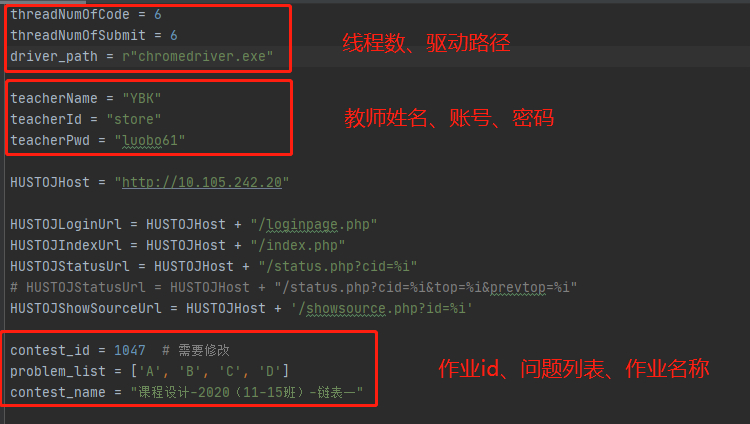 threadNumOfCode = 6
threadNumOfSubmit = 6
driver_path = r"chromedriver.exe"
线程数、驱动路径
teacherName = "YBK"
teacherId = "store"
teacherPwd = "luobo61"
教师姓名、账号、密码
HUSTOJHost = "http://10.105.242.20"
HUSTOJLoginUrl = HUSTOJHost + "/loginpage.php"
HUSTOJIndexUrl = HUSTOJHost + "/index.php"
HUSTOJStatusUrl = HUSTOJHost + "/status.php?cid=%i"
# HUSTOJStatusUrl = HUSTOJHost + "/status.php?cid=%i&top=%i&prevtop=%i"
HUSTOJShowSourceUrl = HUSTOJHost + '/showsource.php?id=%i'
contest_id = 1047  # 需要修改
problem_list = ['A', 'B', 'C', 'D']
contest_name = "课程设计-2020（11-15班）-链表一"
作业id、问题列表、作业名称